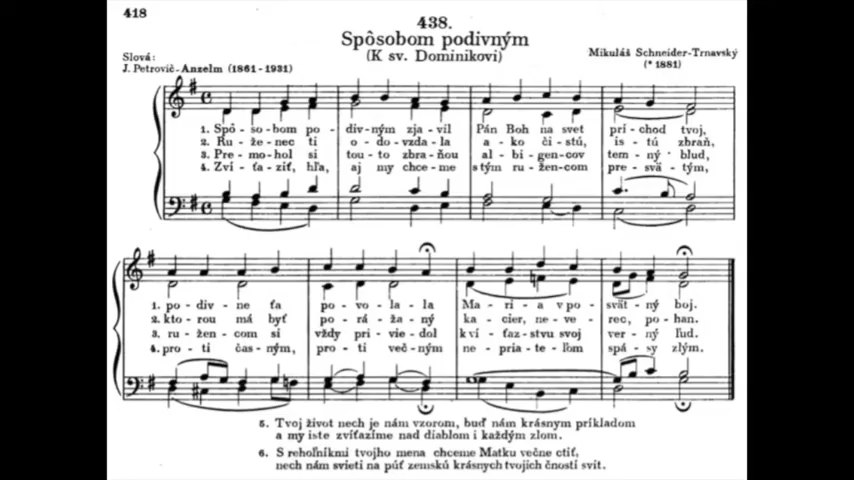 418
438.
Spôsobom podivným
(K sv. Dominikovi)
Slová:
J. Petrovič-Anzelm (1861-1931)
Mikuláš Schneider-Trnavský
(* 1881)
1. Spô - so - bom po - div - ným zja - vil Pán Boh na svet prí - chod tvoj,
2. Ru - že - nec ti o - do - vzda - la a - ko čis - tú, is - tú zbraň,
3. Pre - mo - hol si tou - to zbra - ňou al - bi - gen - cov tem - ný blud,
4. Zví - ťa - ziť, hľa, aj my chce - me s tým ru - žen - com pre - svä - tým,
1. po - div - ne ťa po - vo - la - la Ma - ri - a v po - svät - ný boj.
2. kto - rou má byť po - rá - ža - ný ka - cier, ne - ve - rec, po - han.
3. ru - žen - com si vždy pri - vie - dol k ví - ťaz - stvu svoj ver - ný ľud.
4. pro - ti čas - ným, pro - ti več - ným ne - pria - te - ľom spá - sy zlým.
5. Tvoj život nech je nám vzorom, buď nám krásnym príkladom
a my iste zvíťazíme nad diablom i každým zlom.
6. S rehoľníkmi tvojho mena chceme Matku večne ctiť,
nech nám svieti na púť zemskú krásnych tvojich čností svit.